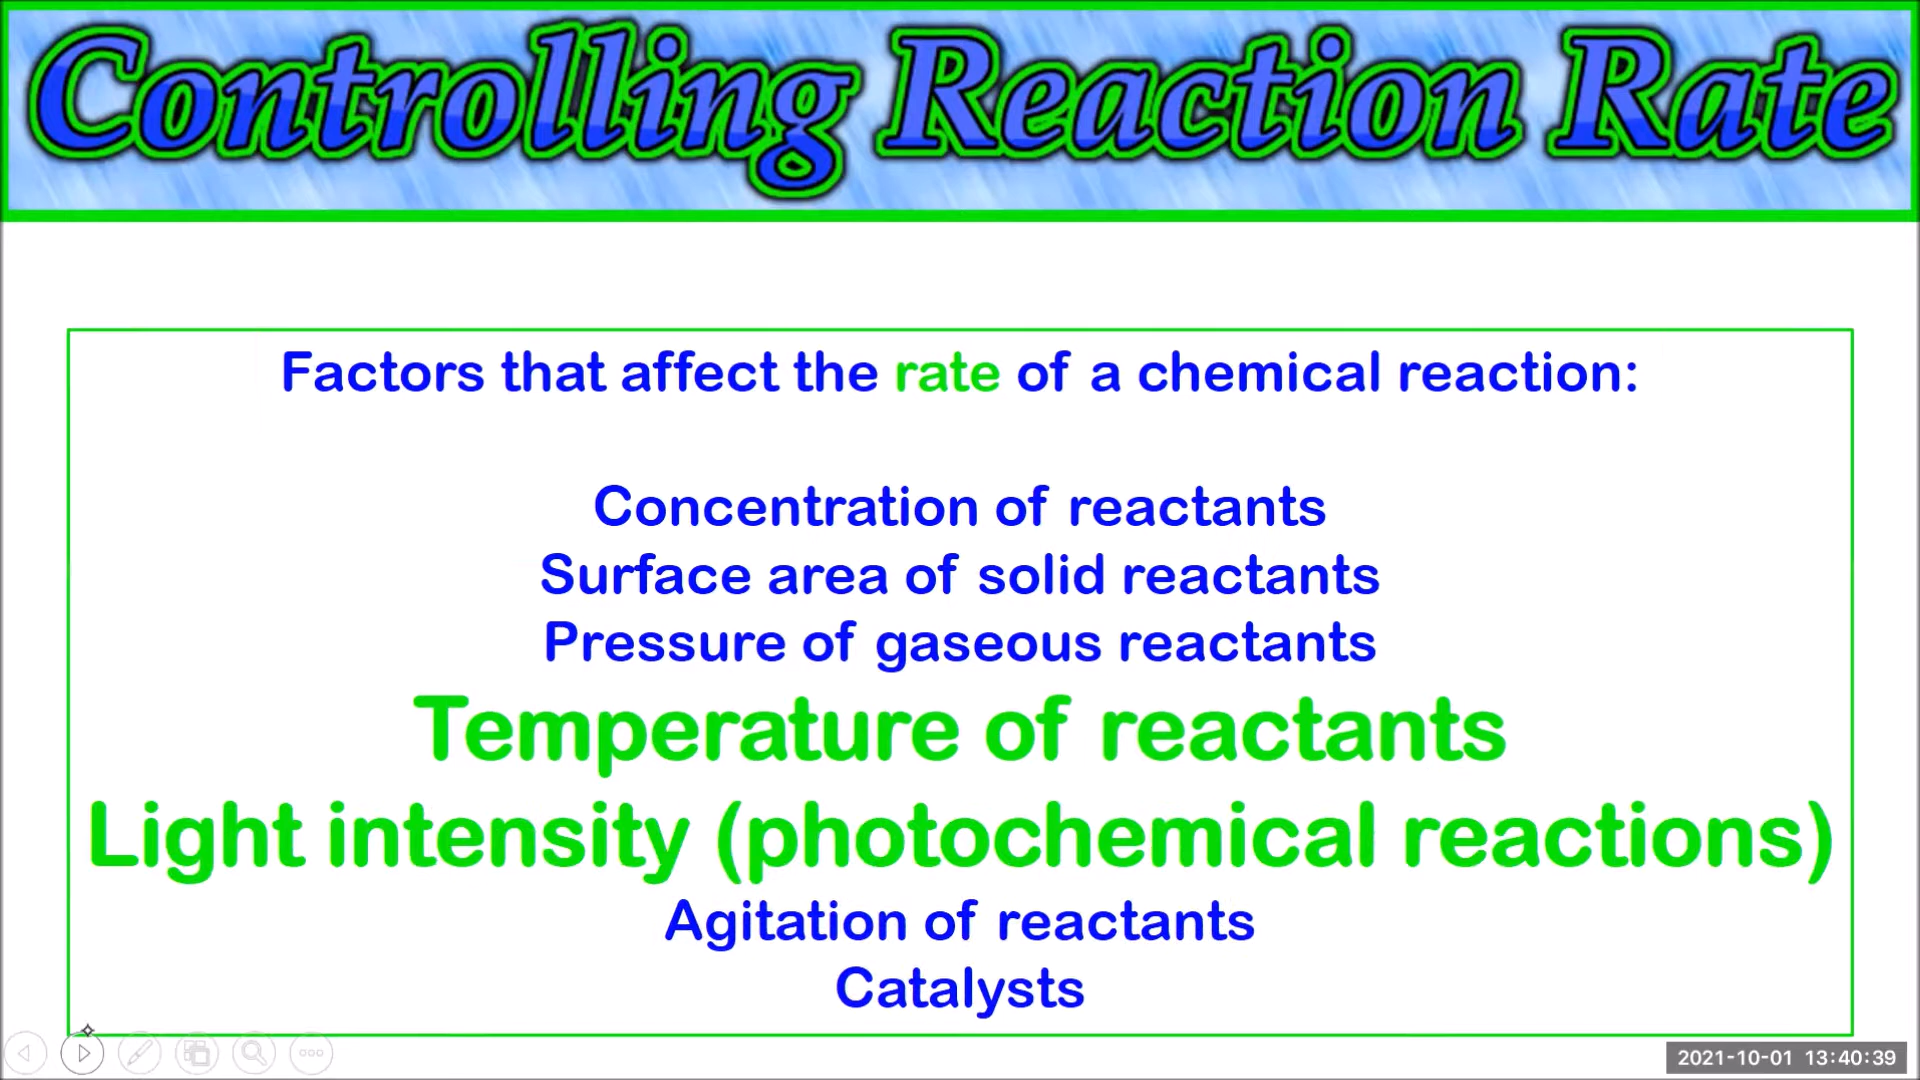 Controlling Reaction Rate
Factors that affect the rate of a chemical reaction:
Concentration of reactants
Surface area of solid reactants
Pressure of gaseous reactants
Temperature of reactants
Light intensity (photochemical reactions)
Agitation of reactants
Catalysts
2021-10-01 13:40:39